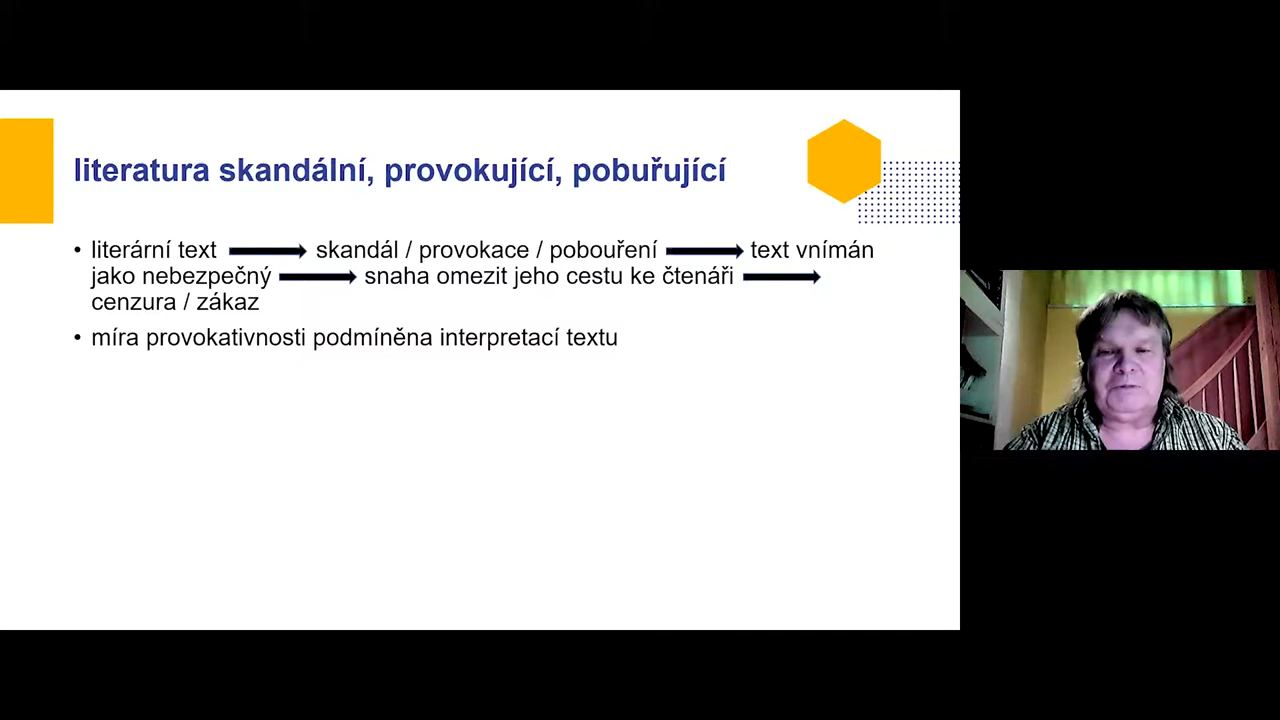 literatura skandální, provokující, pobuřující
• literární text skandál / provokace / pobouření text vnímán
jako nebezpečný snaha omezit jeho cestu ke čtenáři
cenzura / zákaz
• míra provokativnosti podmíněna interpretací textu